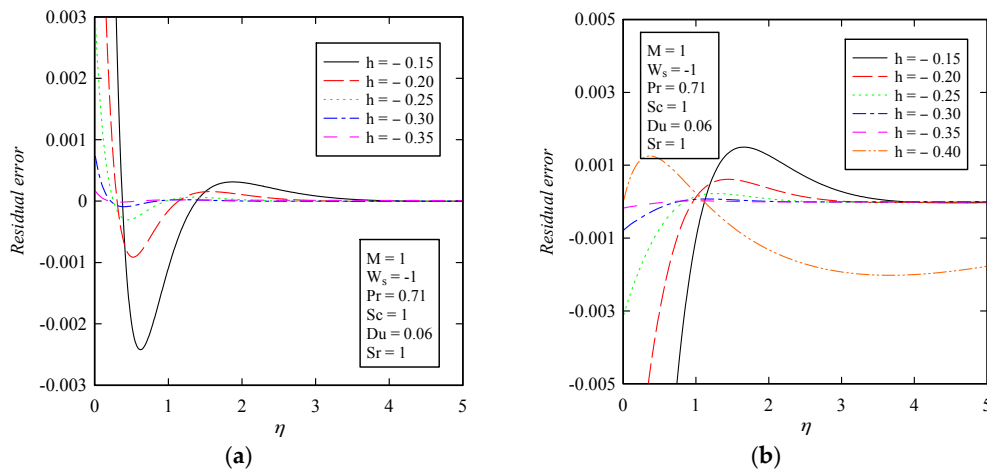 0.003
0.002
0.001
0
-0.001
-0.002
-0.003
Residual error
0 1 2 3 4 5
η
h = − 0.15
h = − 0.20
h = − 0.25
h = − 0.30
h = − 0.35
M = 1
Ws = -1
Pr = 0.71
Sc = 1
Du = 0.06
Sr = 1
(a)
0.005
0.003
0.001
-0.001
-0.003
-0.005
Residual error
0 1 2 3 4 5
η
M = 1
Ws = -1
Pr = 0.71
Sc = 1
Du = 0.06
Sr = 1
h = − 0.15
h = − 0.20
h = − 0.25
h = − 0.30
h = − 0.35
h = − 0.40
(b)